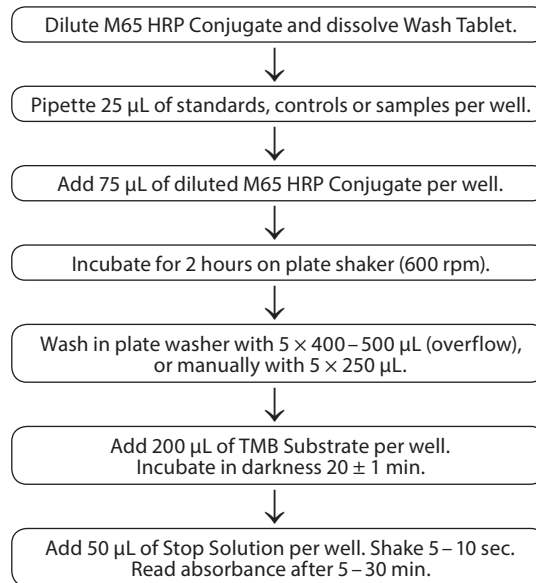 Dilute M65 HRP Conjugate and dissolve Wash Tablet.
Pipette 25 µL of standards, controls or samples per well.
Add 75 µL of diluted M65 HRP Conjugate per well.
Incubate for 2 hours on plate shaker (600 rpm).
Wash in plate washer with 5 × 400–500 µL (overflow),
or manually with 5 × 250 µL.
Add 200 µL of TMB Substrate per well.
Incubate in darkness 20 ± 1 min.
Add 50 µL of Stop Solution per well. Shake 5–10 sec.
Read absorbance after 5–30 min.